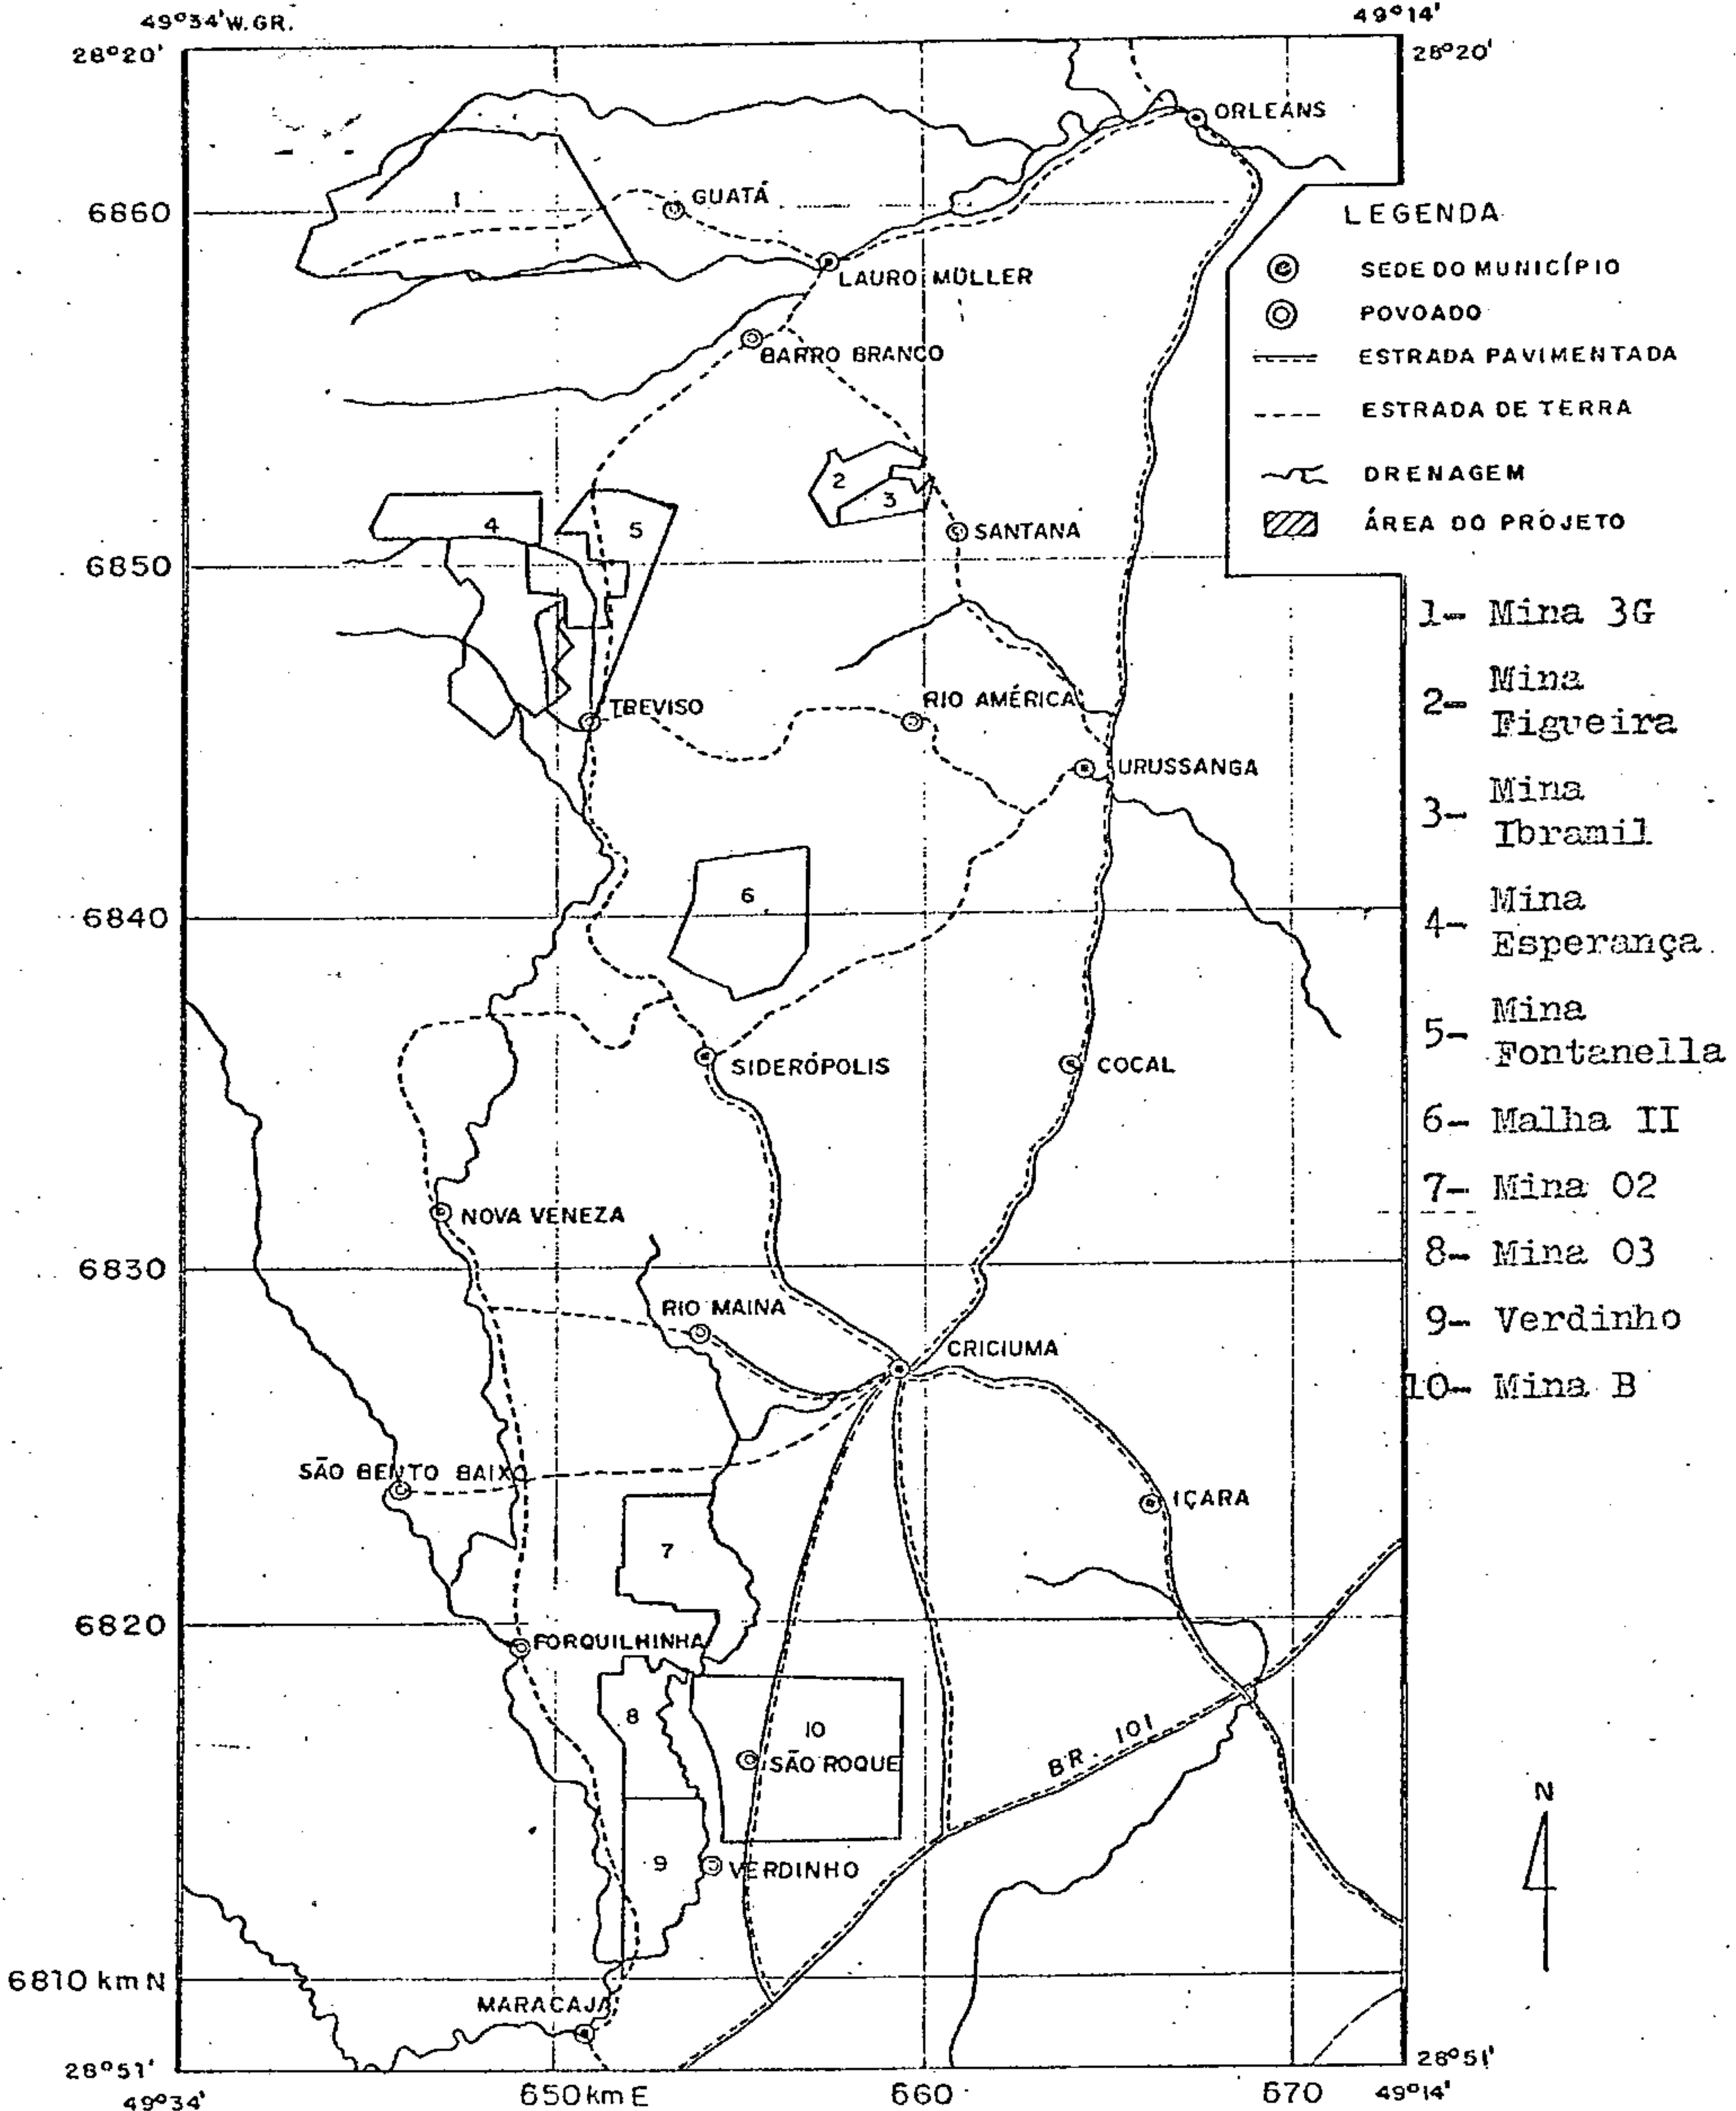 49°34' W.GR.
49°14'
28°20'
28°20'
ORLEANS
1
GUATÁ
6860
LEGENDA
SEDE DO MUNICÍPIO
POVOADO
ESTRADA PAVIMENTADA
ESTRADA DE TERRA
DRENAGEM
ÁREA DO PROJETO
LAURO MÜLLER
BARRO BRANCO
2
3
4
5
SANTANA
6850
1- Mina 3G
2- Mina
Figueira
3- Mina
Ibramil
4- Mina
Esperança
5- Mina
Fontanella
6- Malha II
7- Mina 02
8- Mina 03
9- Verdinho
10- Mina B
TREVISO
RIO AMÉRICA
URUSSANGA
6
6840
SIDERÓPOLIS
COCAL
NOVA VENEZA
6830
RIO MAINA
CRICIUMA
SÃO BENTO BAIXO
IÇARA
7
6820
FORQUILHINHA
8
10
SÃO ROQUE
BR. 101
N
9
VERDINHO
6810 km N
MARACAJÁ
28°51'
28°51'
49°34'
650 km E
660
670
49°14'